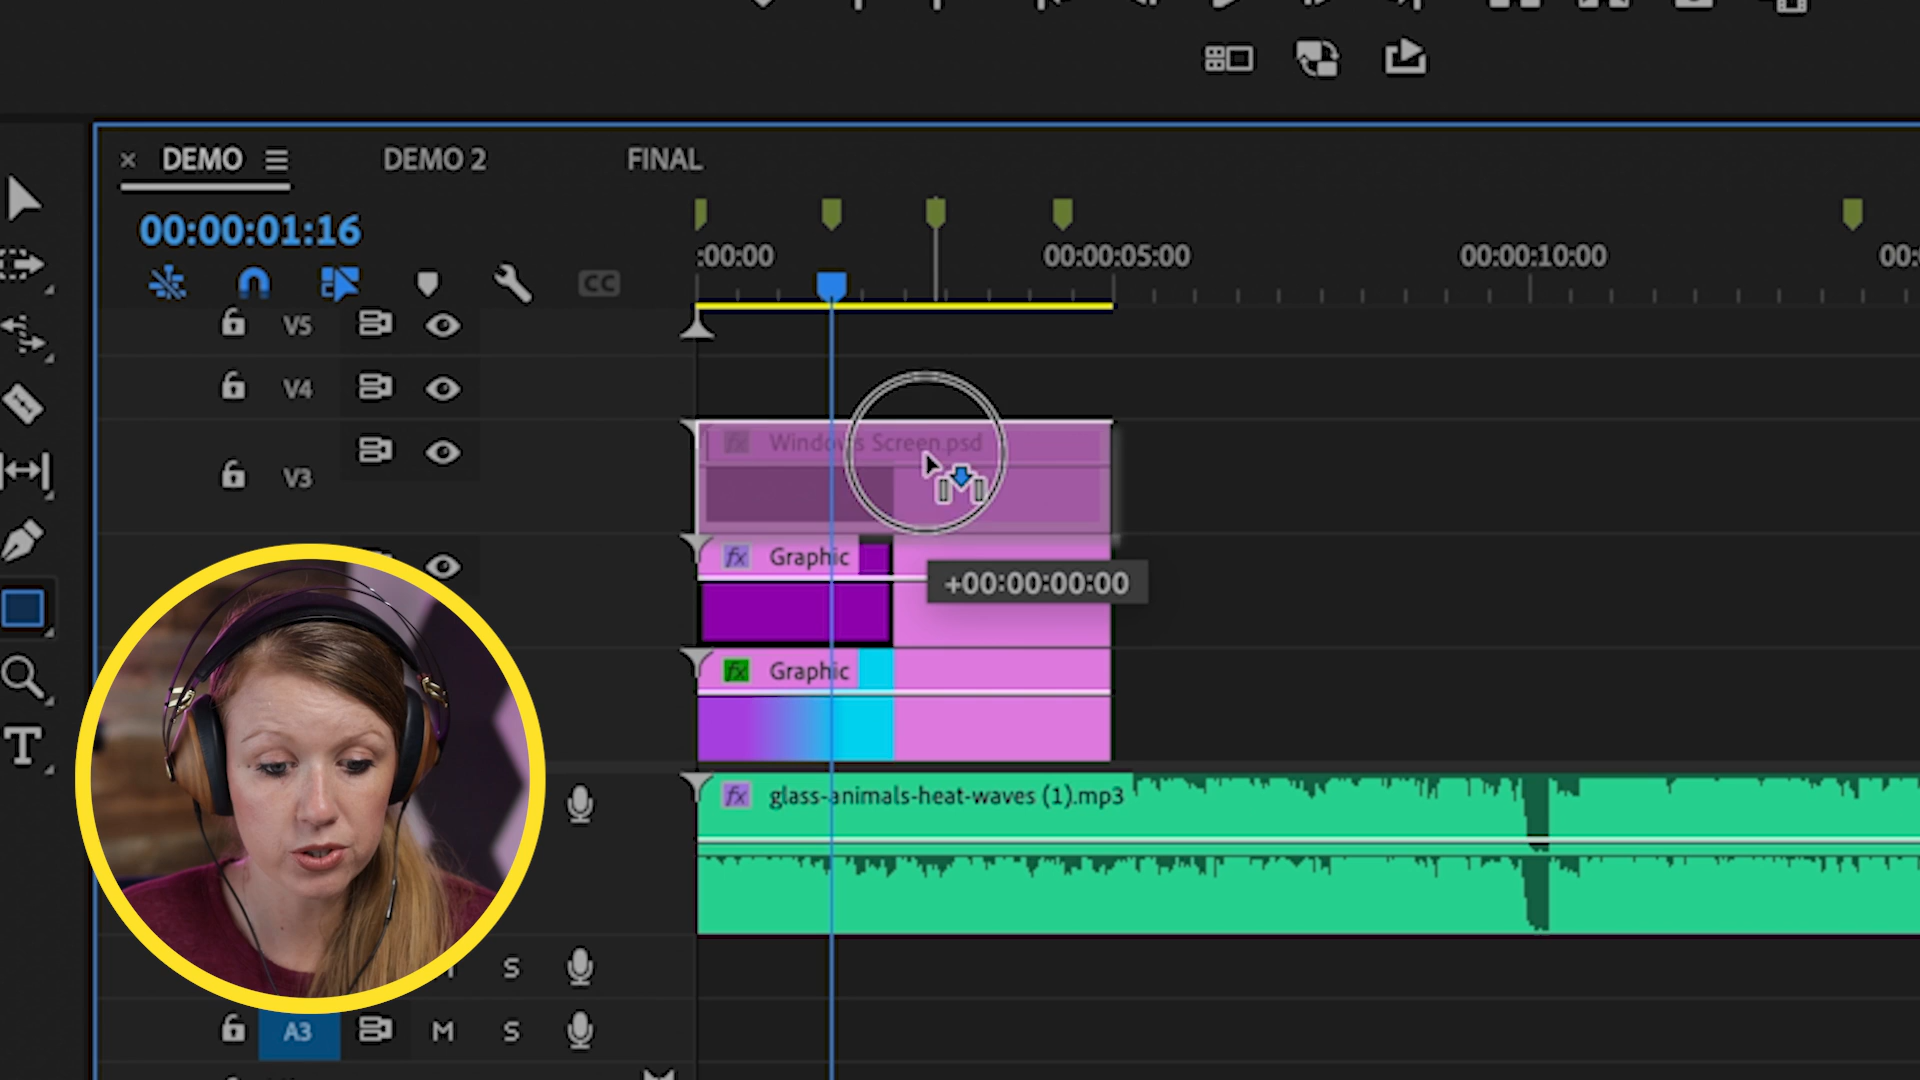 DEMO DEMO 2 FINAL
00:00:01:16
:00:00 00:00:05:00 00:00:10:00 00:
CC
V5
V4
fx Windows Screen.psd
V3
fx Graphic
+00:00:00:00
fx Graphic
fx glass-animals-heat-waves (1).mp3
S
A3 M S
T